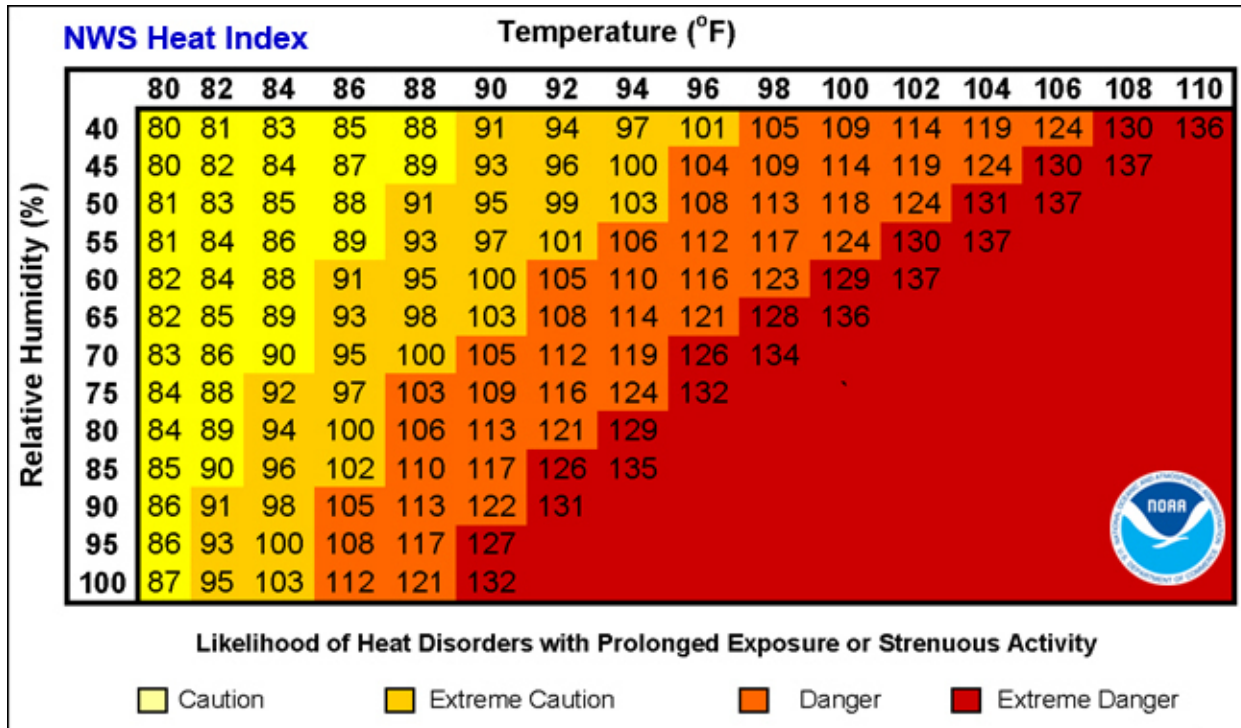 NWS Heat Index
Temperature (°F)
80 82 84 86 88 90 92 94 96 98 100 102 104 106 108 110
Relative Humidity (%)
40 80 81 83 85 88 91 94 97 101 105 109 114 119 124 130 136
45 80 82 84 87 89 93 96 100 104 109 114 119 124 130 137
50 81 83 85 88 91 95 99 103 108 113 118 124 131 137
55 81 84 86 89 93 97 101 106 112 117 124 130 137
60 82 84 88 91 95 100 105 110 116 123 129 137
65 82 85 89 93 98 103 108 114 121 128 136
70 83 86 90 95 100 105 112 119 126 134
75 84 88 92 97 103 109 116 124 132 `
80 84 89 94 100 106 113 121 129
85 85 90 96 102 110 117 126 135
90 86 91 98 105 113 122 131
95 86 93 100 108 117 127
100 87 95 103 112 121 132
NATIONAL OCEANIC AND ATMOSPHERIC ADMINISTRATION
NOAA
U.S. DEPARTMENT OF COMMERCE
Likelihood of Heat Disorders with Prolonged Exposure or Strenuous Activity
Caution
Extreme Caution
Danger
Extreme Danger